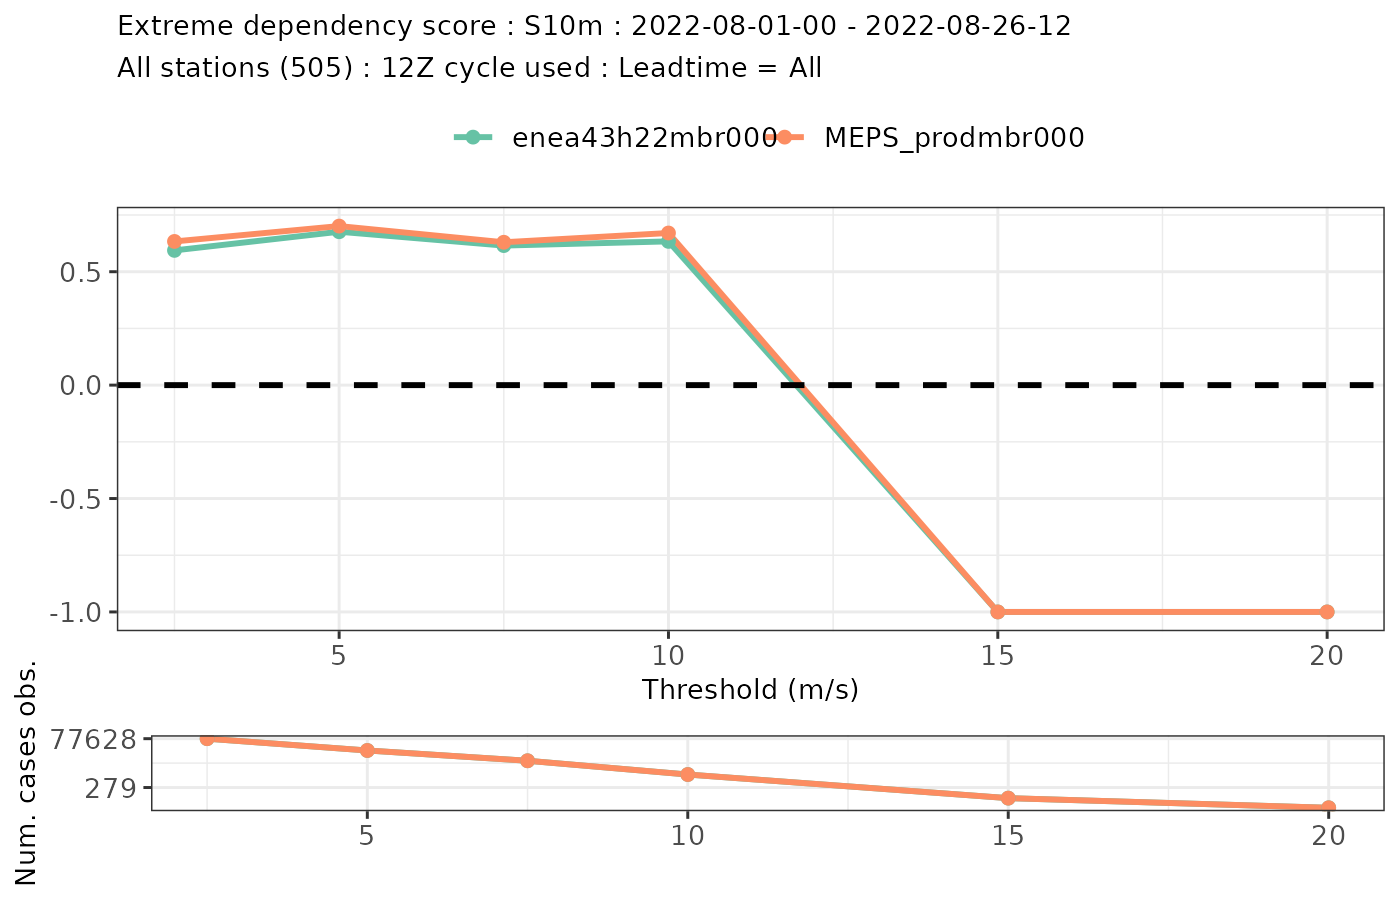 Extreme dependency score : S10m : 2022-08-01-00 - 2022-08-26-12
All stations (505) : 12Z cycle used : Leadtime = All
enea43h22mbr000 MEPS_prodmbr000
0.5
0.0
-0.5
-1.0
5 10 15 20
Threshold (m/s)
Num. cases obs.
77628
279
5 10 15 20